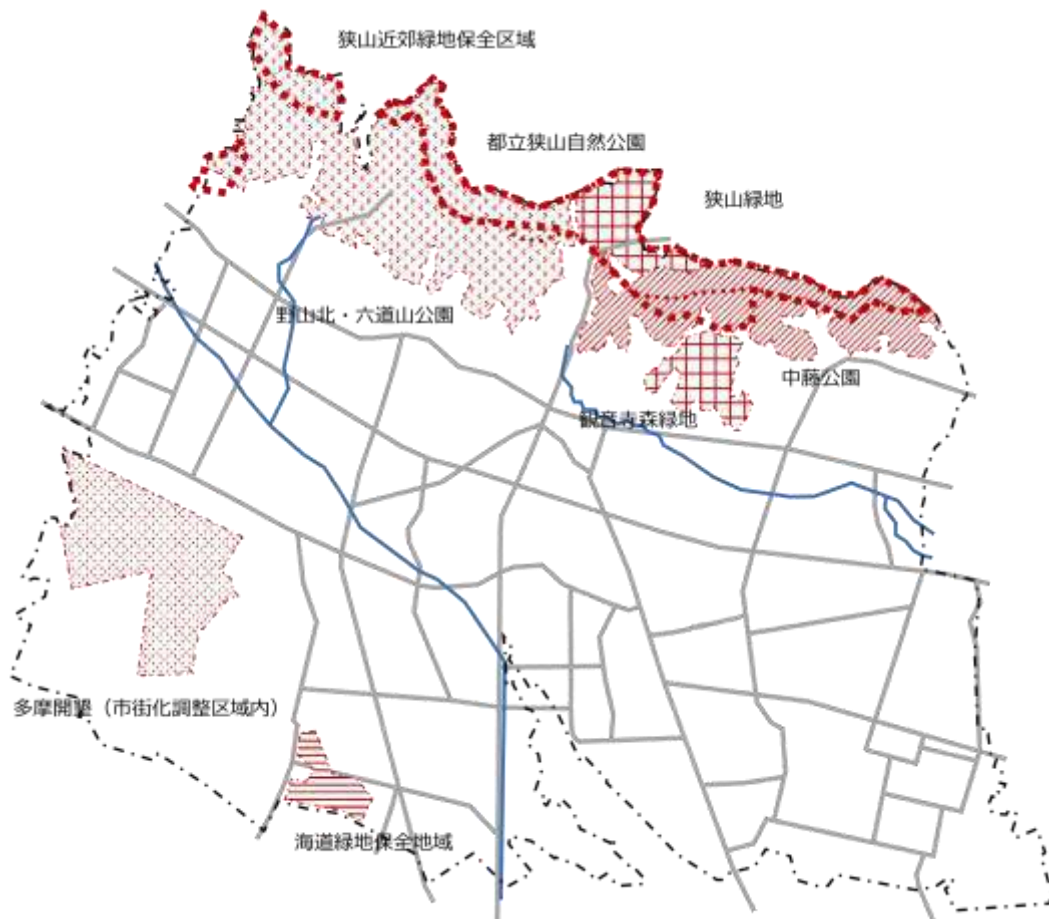 狭山近郊緑地保全区域
都立狭山自然公園
狭山緑地
野山北・六道山公園
中藤公園
観音寺森緑地
多摩開墾（市街化調整区域内）
海道緑地保全地域